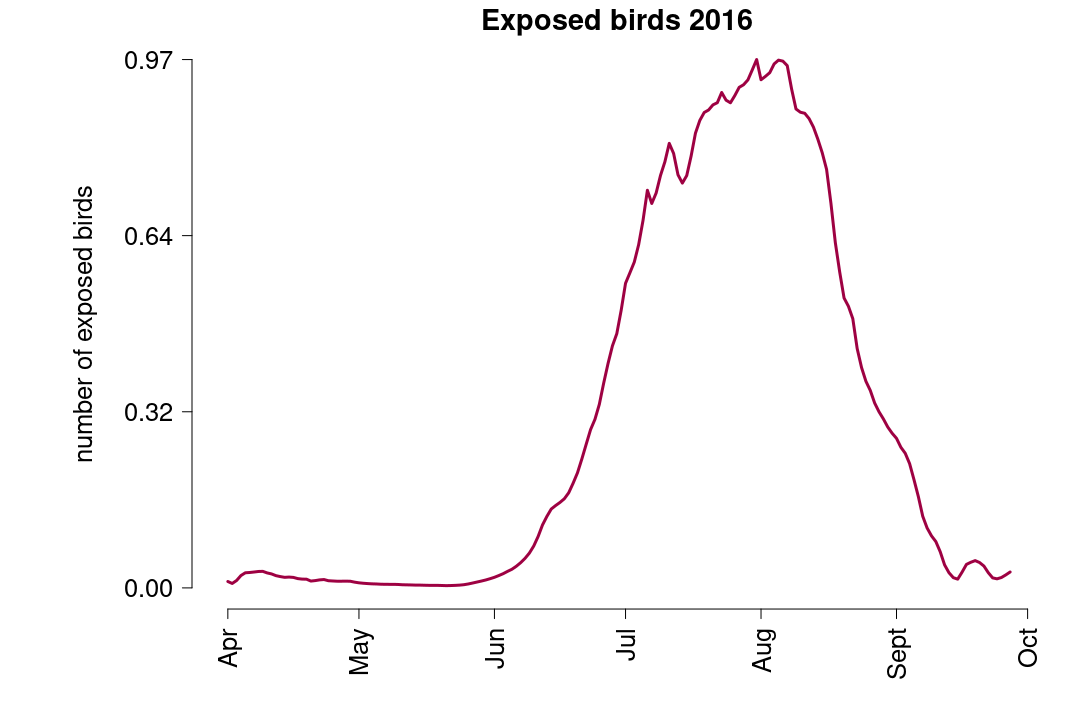 Exposed birds 2016
number of exposed birds
0.97
0.64
0.32
0.00
Apr
May
Jun
Jul
Aug
Sept
Oct